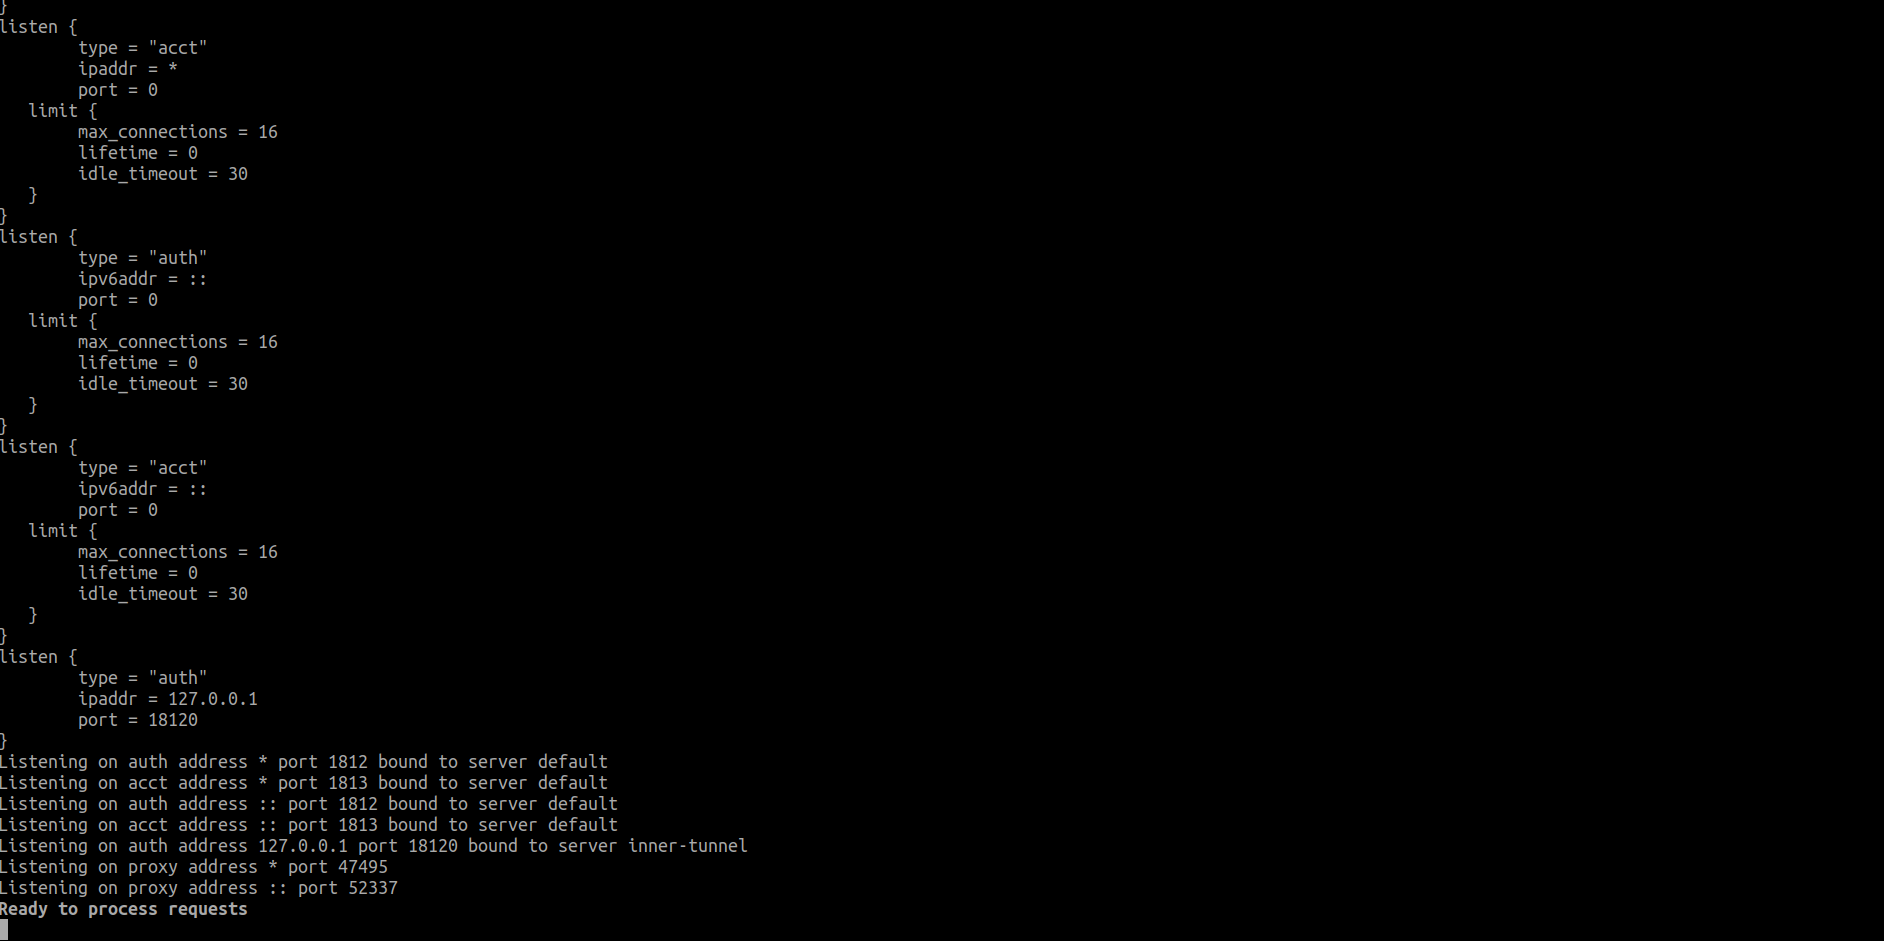 }
listen {
        type = "acct"
        ipaddr = *
        port = 0
   limit {
        max_connections = 16
        lifetime = 0
        idle_timeout = 30
   }
}
listen {
        type = "auth"
        ipv6addr = ::
        port = 0
   limit {
        max_connections = 16
        lifetime = 0
        idle_timeout = 30
   }
}
listen {
        type = "acct"
        ipv6addr = ::
        port = 0
   limit {
        max_connections = 16
        lifetime = 0
        idle_timeout = 30
   }
}
listen {
        type = "auth"
        ipaddr = 127.0.0.1
        port = 18120
}
Listening on auth address * port 1812 bound to server default
Listening on acct address * port 1813 bound to server default
Listening on auth address :: port 1812 bound to server default
Listening on acct address :: port 1813 bound to server default
Listening on auth address 127.0.0.1 port 18120 bound to server inner-tunnel
Listening on proxy address * port 47495
Listening on proxy address :: port 52337
Ready to process requests